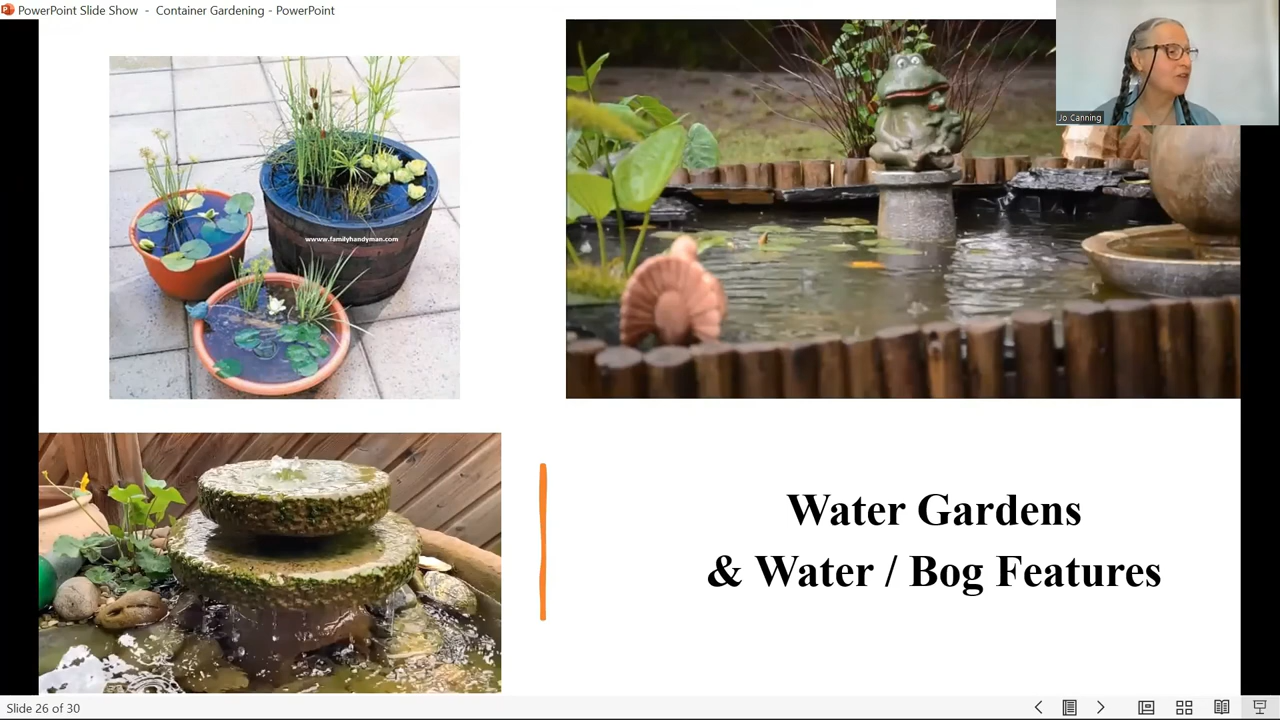 PowerPoint Slide Show - Container Gardening - PowerPoint
Jo Canning
www.familyhandyman.com
Water Gardens
& Water / Bog Features
Slide 26 of 30